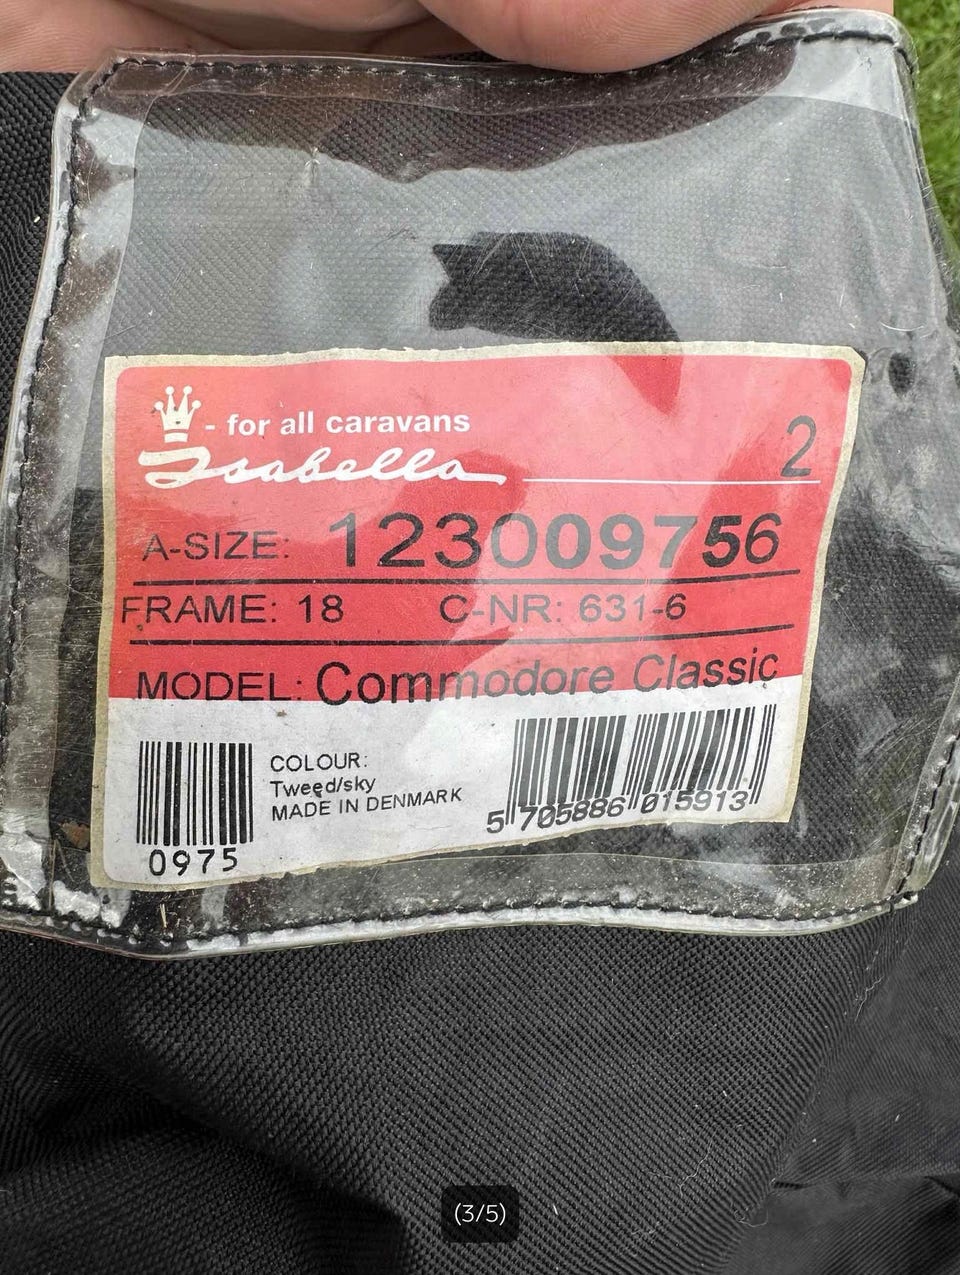 - for all caravans
Isabella
2
A-SIZE: 123009756
FRAME: 18 C-NR: 631-6
MODEL: Commodore Classic
COLOUR:
Tweed/sky
MADE IN DENMARK
0975
5 705886 015913
(3/5)